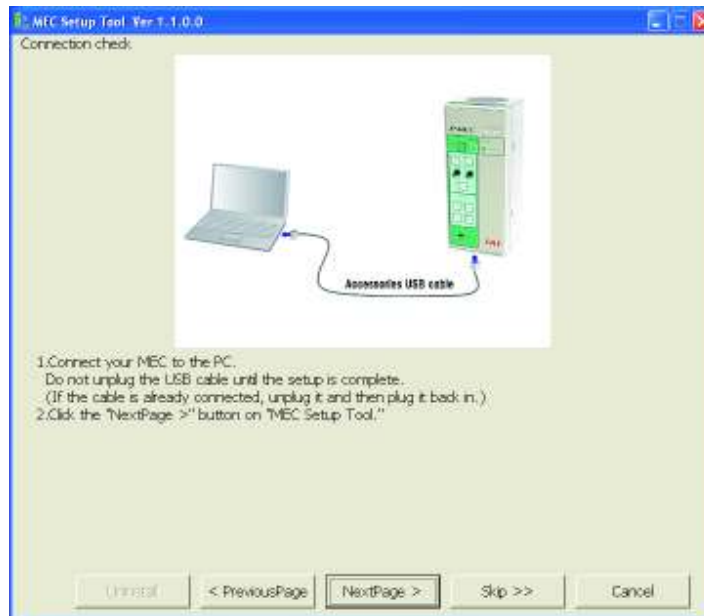 MEC Setup Tool Ver 1.1.0.0
Connection check
Accessories USB cable
1.Connect your MEC to the PC.
Do not unplug the USB cable until the setup is complete.
(If the cable is already connected, unplug it and then plug it back in.)
2.Click the "NextPage >" button on "MEC Setup Tool."
Uninstall
< PreviousPage
NextPage >
Skip >>
Cancel